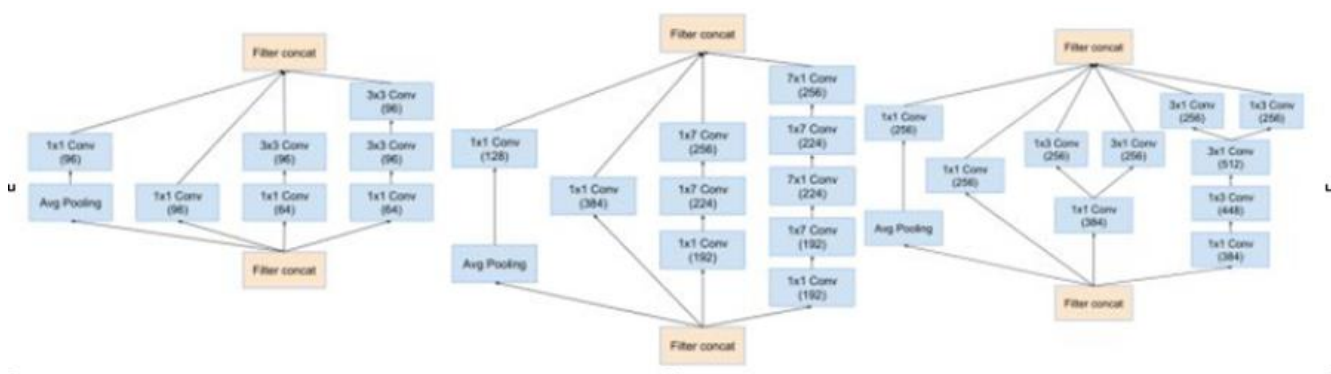 Filter concat
3x3 Conv
(96)
1x1 Conv
(96)
3x3 Conv
(96)
3x3 Conv
(96)
Avg Pooling
1x1 Conv
(96)
1x1 Conv
(64)
1x1 Conv
(64)
Filter concat
Filter concat
7x1 Conv
(256)
1x1 Conv
(128)
1x7 Conv
(256)
1x7 Conv
(224)
1x1 Conv
(384)
1x7 Conv
(224)
7x1 Conv
(224)
Avg Pooling
1x1 Conv
(192)
1x7 Conv
(192)
1x1 Conv
(192)
Filter concat
Filter concat
3x1 Conv
(256)
1x3 Conv
(256)
1x1 Conv
(256)
1x3 Conv
(256)
3x1 Conv
(256)
3x1 Conv
(512)
1x1 Conv
(256)
1x3 Conv
(448)
Avg Pooling
1x1 Conv
(384)
1x1 Conv
(384)
Filter concat